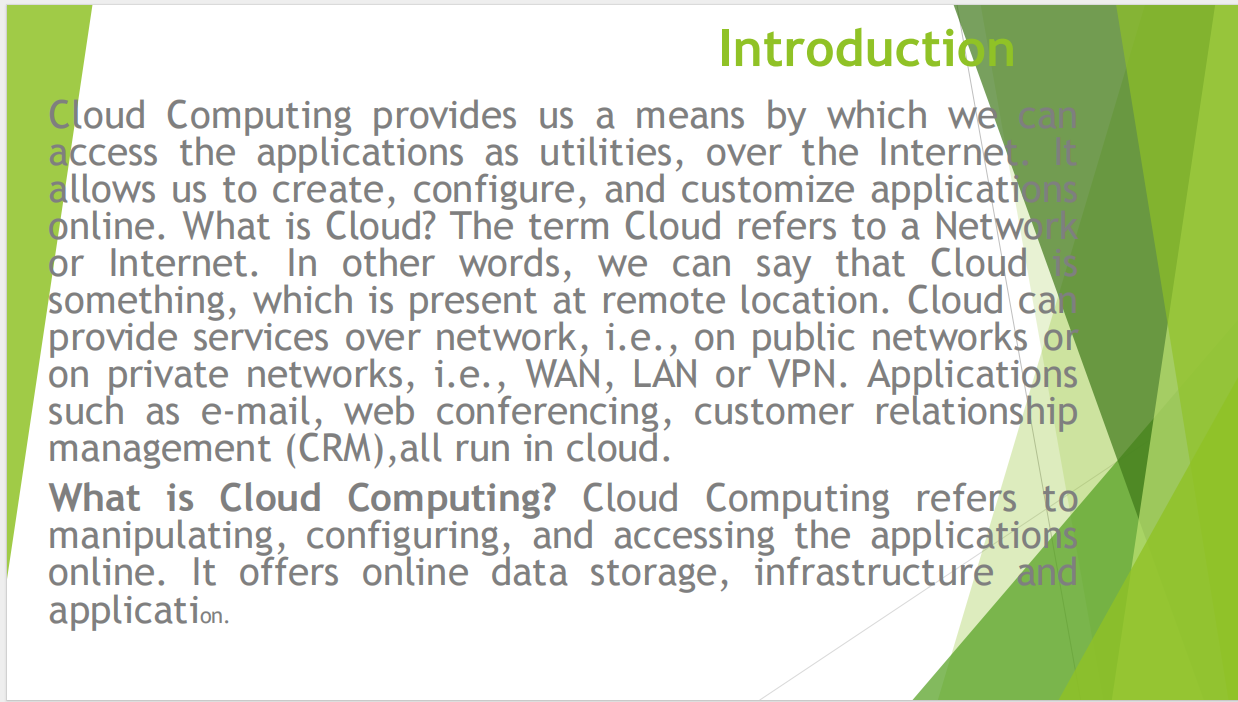 Introduction
Cloud Computing provides us a means by which we can
access the applications as utilities, over the Internet. It
allows us to create, configure, and customize applications
online. What is Cloud? The term Cloud refers to a Network
or Internet. In other words, we can say that Cloud is
something, which is present at remote location. Cloud can
provide services over network, i.e., on public networks or
on private networks, i.e., WAN, LAN or VPN. Applications
such as e-mail, web conferencing, customer relationship
management (CRM),all run in cloud.
What is Cloud Computing? Cloud Computing refers to
manipulating, configuring, and accessing the applications
online. It offers online data storage, infrastructure and
application.